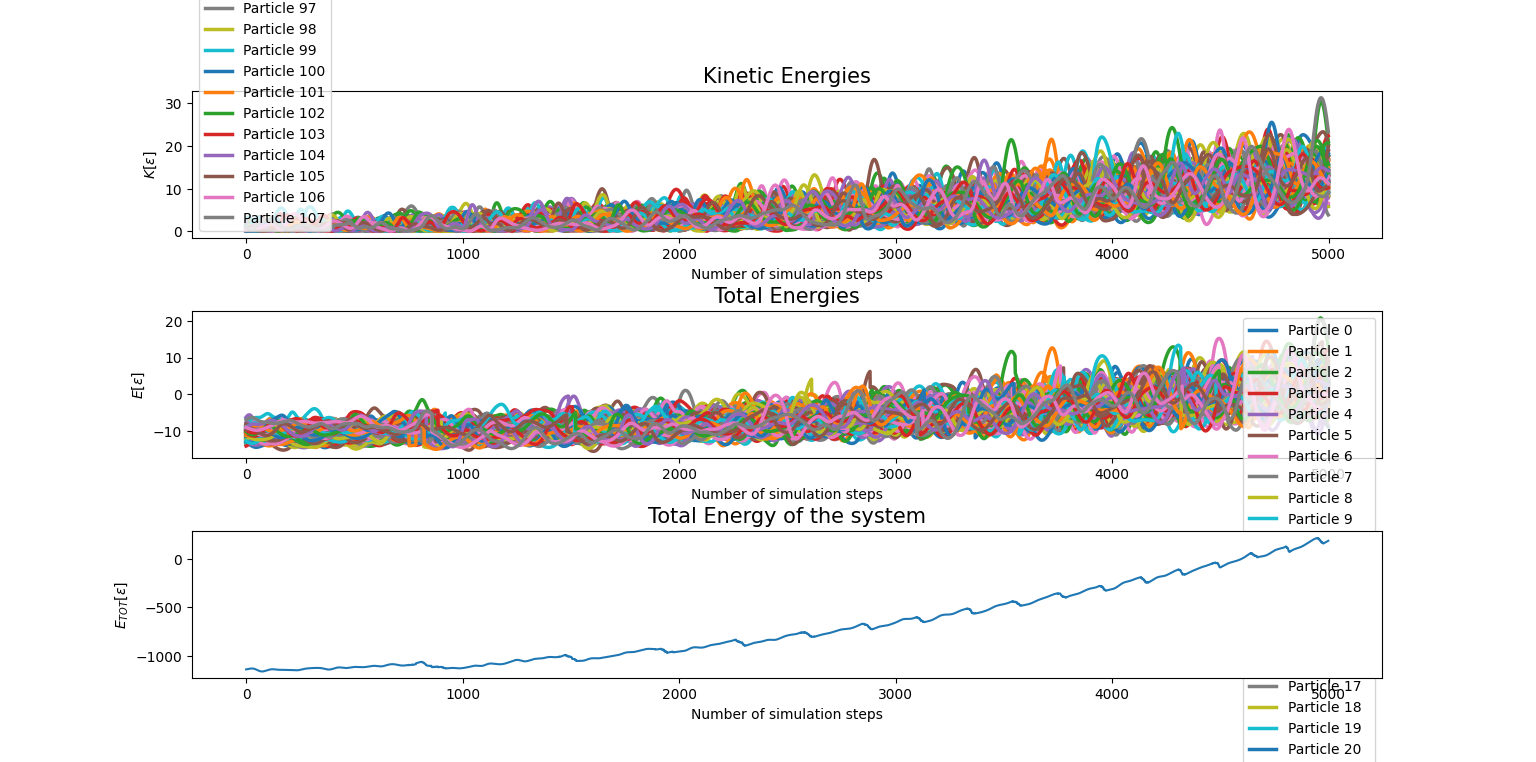 Particle 97
Particle 98
Particle 99
Particle 100
Particle 101
Particle 102
Particle 103
Particle 104
Particle 105
Particle 106
Particle 107
Kinetic Energies
30
20
10
0
K[ε]
0 1000 2000 3000 4000 5000
Number of simulation steps
Total Energies
20
10
0
−10
E[ε]
Particle 0
Particle 1
Particle 2
Particle 3
Particle 4
Particle 5
Particle 6
Particle 7
Particle 8
Particle 9
0 1000 2000 3000 4000 5000
Number of simulation steps
Total Energy of the system
0
−500
−1000
E_TOT[ε]
0 1000 2000 3000 4000 5000
Number of simulation steps
Particle 17
Particle 18
Particle 19
Particle 20